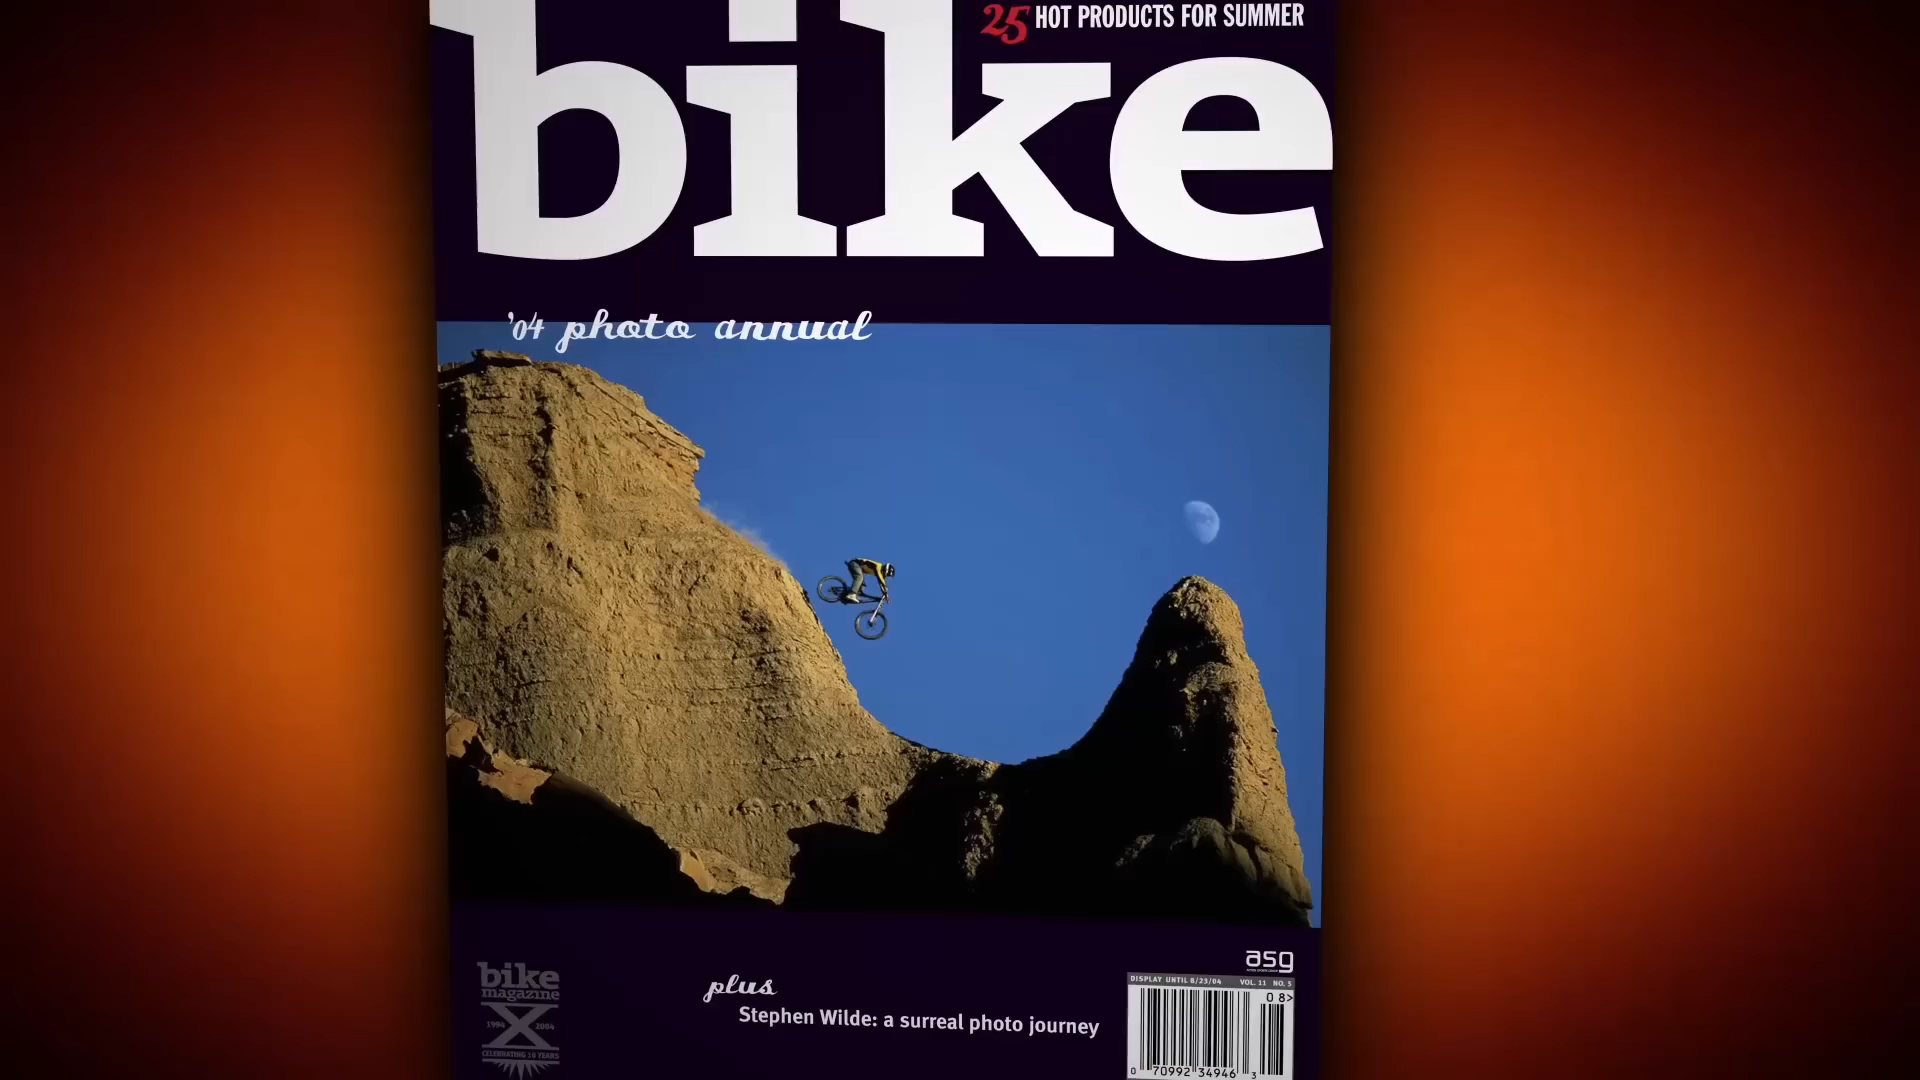 25 HOT PRODUCTS FOR SUMMER
bike
'04 photo annual
asg
bike
magazine
1994 2004
CELEBRATING 10 YEARS
plus
Stephen Wilde: a surreal photo journey
DISPLAY UNTIL 8/23/04 VOL. 11 NO. 5
08>
0 70992 34946 3